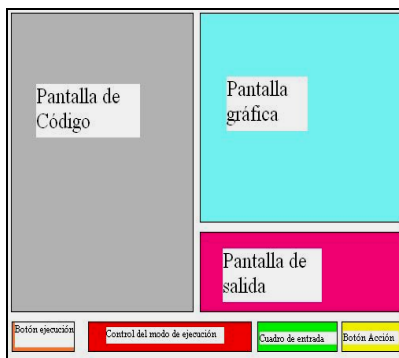 Pantalla de
Código
Pantalla
gráfica
Pantalla de
salida
Botón ejecución
Control del modo de ejecución
Cuadro de entrada
Botón Acción